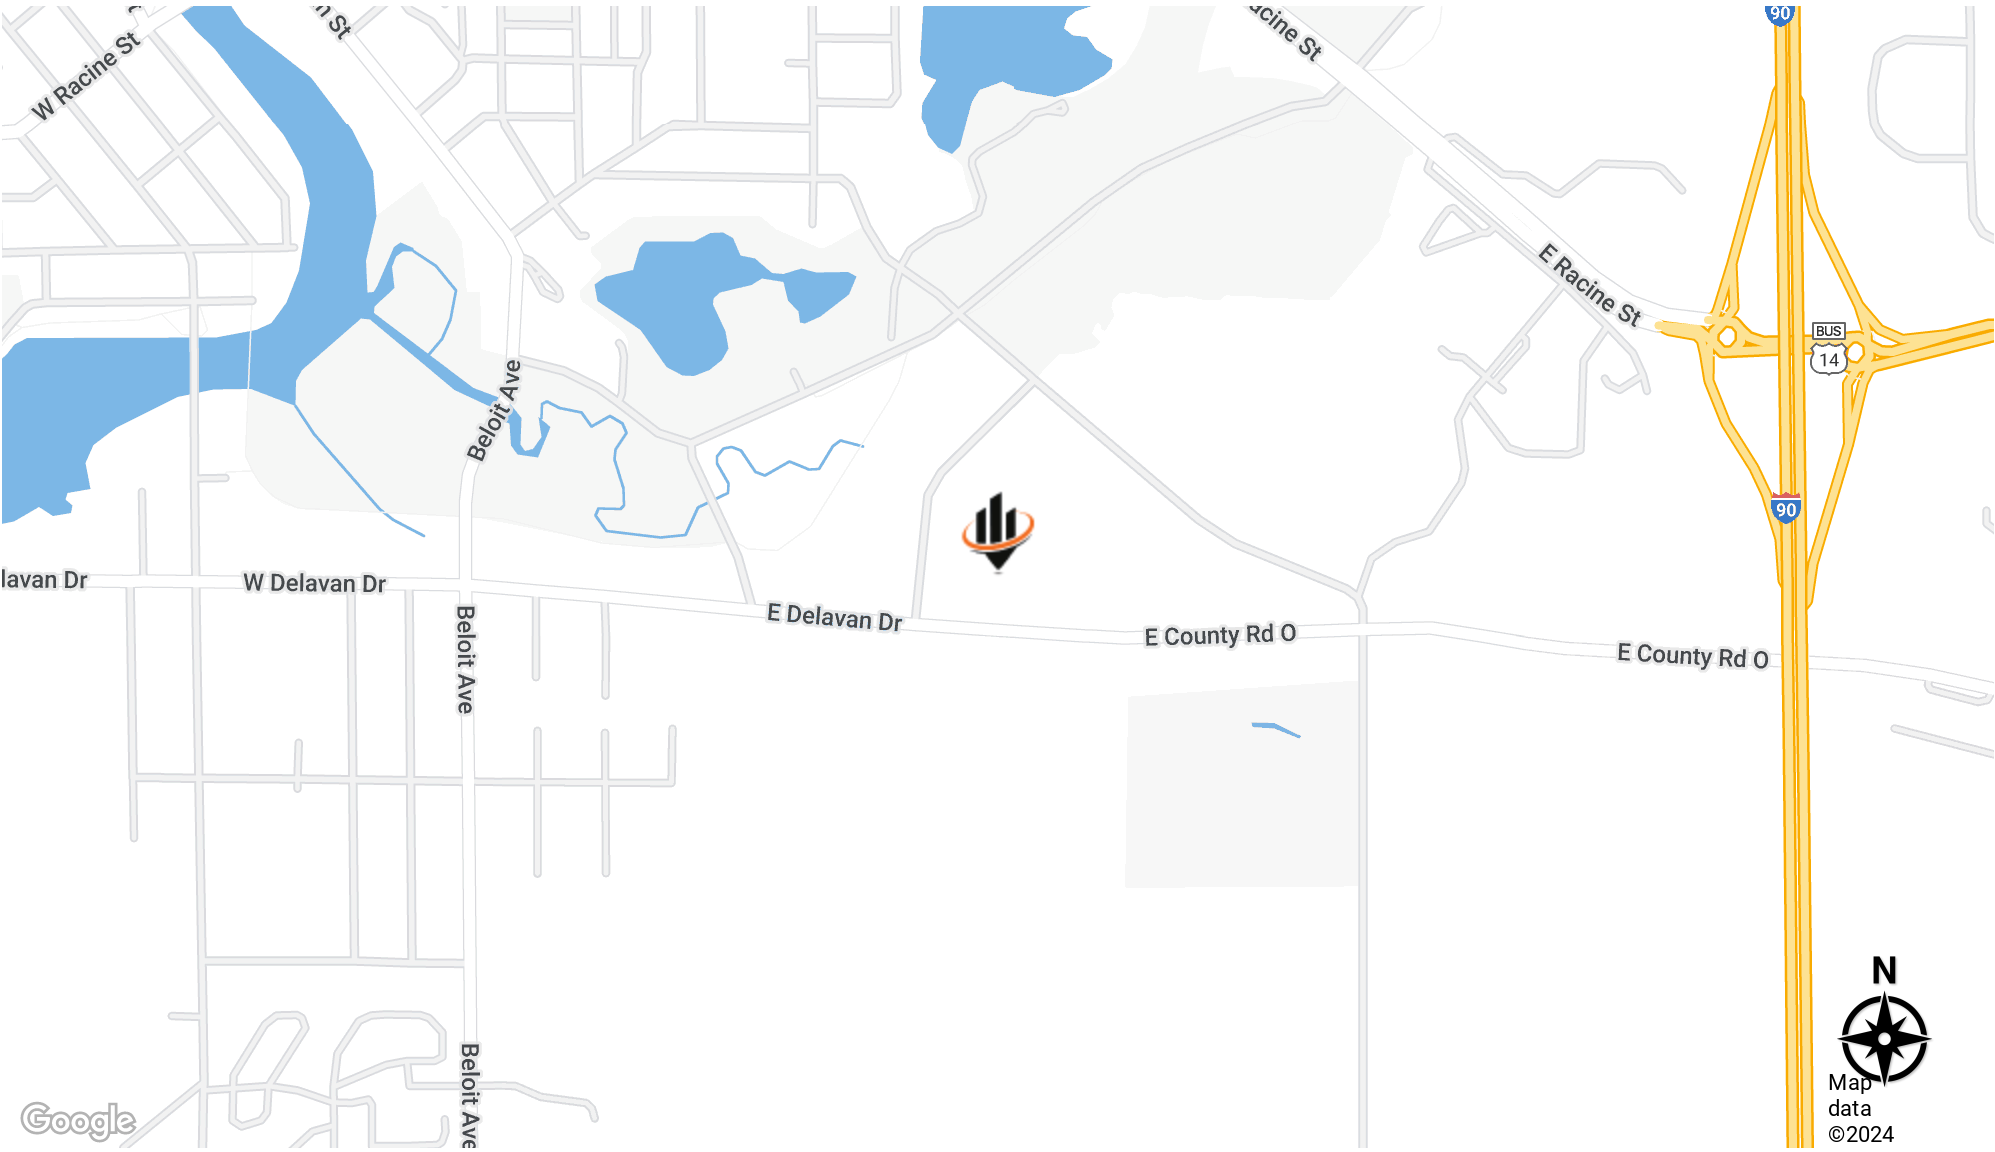 W Racine St
n St
acine St
90
E Racine St
BUS
14
Beloit Ave
90
lavan Dr
W Delavan Dr
E Delavan Dr
E County Rd O
E County Rd O
Beloit Ave
N
Beloit Ave
Google
Map
data
©2024